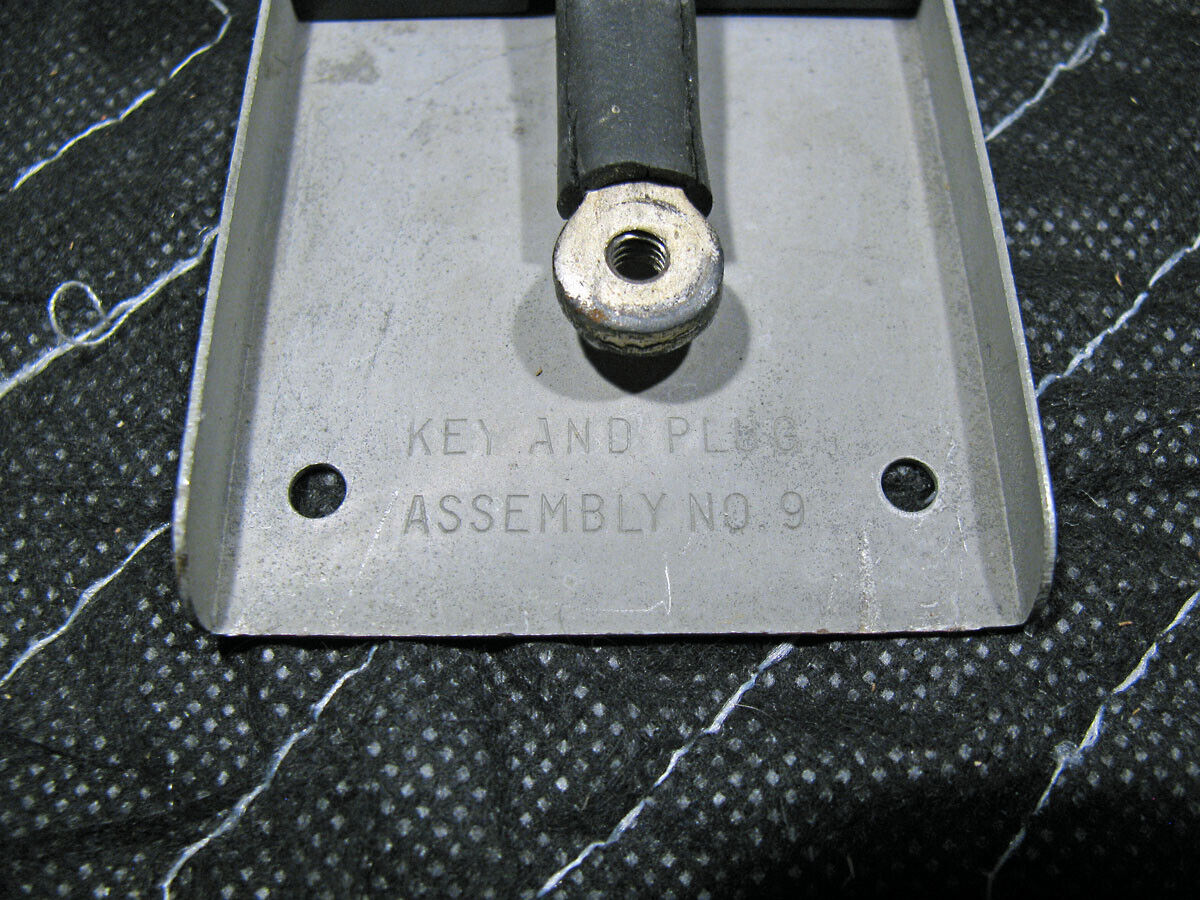 KEY AND PLUG
ASSEMBLY NO. 9